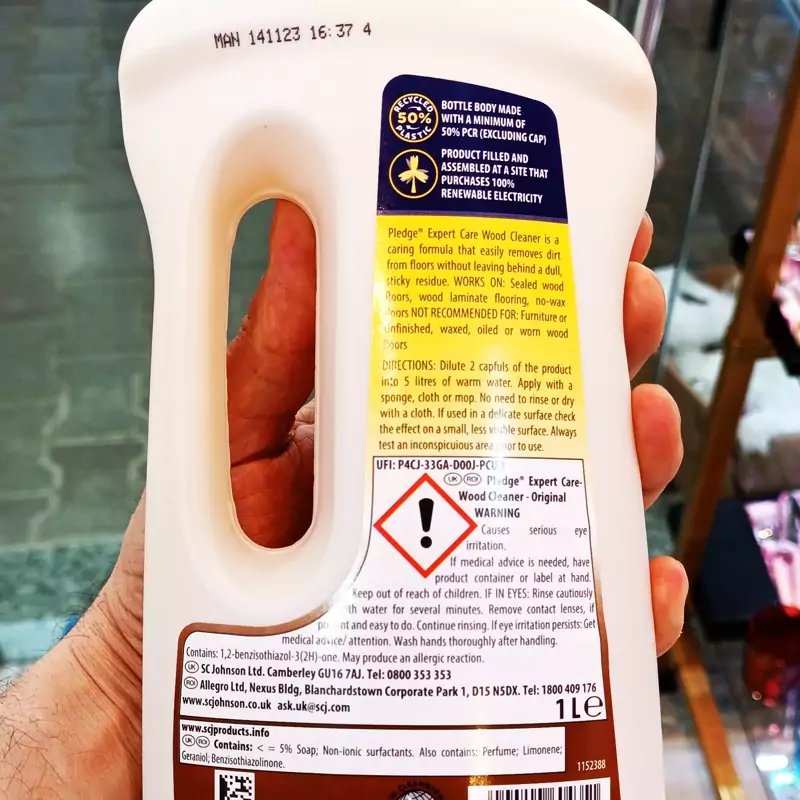 MAN 141123 16:37 4
RECYCLED
50%
PLASTIC
BOTTLE BODY MADE
WITH A MINIMUM OF
50% PCR (EXCLUDING CAP)
PRODUCT FILLED AND
ASSEMBLED AT A SITE THAT
PURCHASES 100%
RENEWABLE ELECTRICITY
Pledge® Expert Care Wood Cleaner is a
caring formula that easily removes dirt
from floors without leaving behind a dull,
sticky residue. WORKS ON: Sealed wood
floors, wood laminate flooring, no-wax
floors NOT RECOMMENDED FOR: Furniture or
unfinished, waxed, oiled or worn wood
floors
DIRECTIONS: Dilute 2 capfuls of the product
into 5 litres of warm water. Apply with a
sponge, cloth or mop. No need to rinse or dry
with a cloth. If used in a delicate surface check
the effect on a small, less visible surface. Always
test an inconspicuous area prior to use.
UFI: P4CJ-33GA-D00J-PCU
UK ROI Pledge® Expert Care-
Wood Cleaner - Original
WARNING
Causes serious eye
irritation.
If medical advice is needed, have
product container or label at hand.
Keep out of reach of children. IF IN EYES: Rinse cautiously
with water for several minutes. Remove contact lenses, if
present and easy to do. Continue rinsing. If eye irritation persists: Get
medical advice/ attention. Wash hands thoroughly after handling.
Contains: 1,2-benzisothiazol-3(2H)-one. May produce an allergic reaction.
UK SC Johnson Ltd. Camberley GU16 7AJ. Tel: 0800 353 353
ROI Allegro Ltd, Nexus Bldg, Blanchardstown Corporate Park 1, D15 N5DX. Tel: 1800 409 176
www.scjohnson.co.uk ask.uk@scj.com 1L℮
www.scjproducts.info
UK ROI Contains: < = 5% Soap; Non-ionic surfactants. Also contains: Perfume; Limonene;
Geraniol; Benzisothiazolinone.
1152388